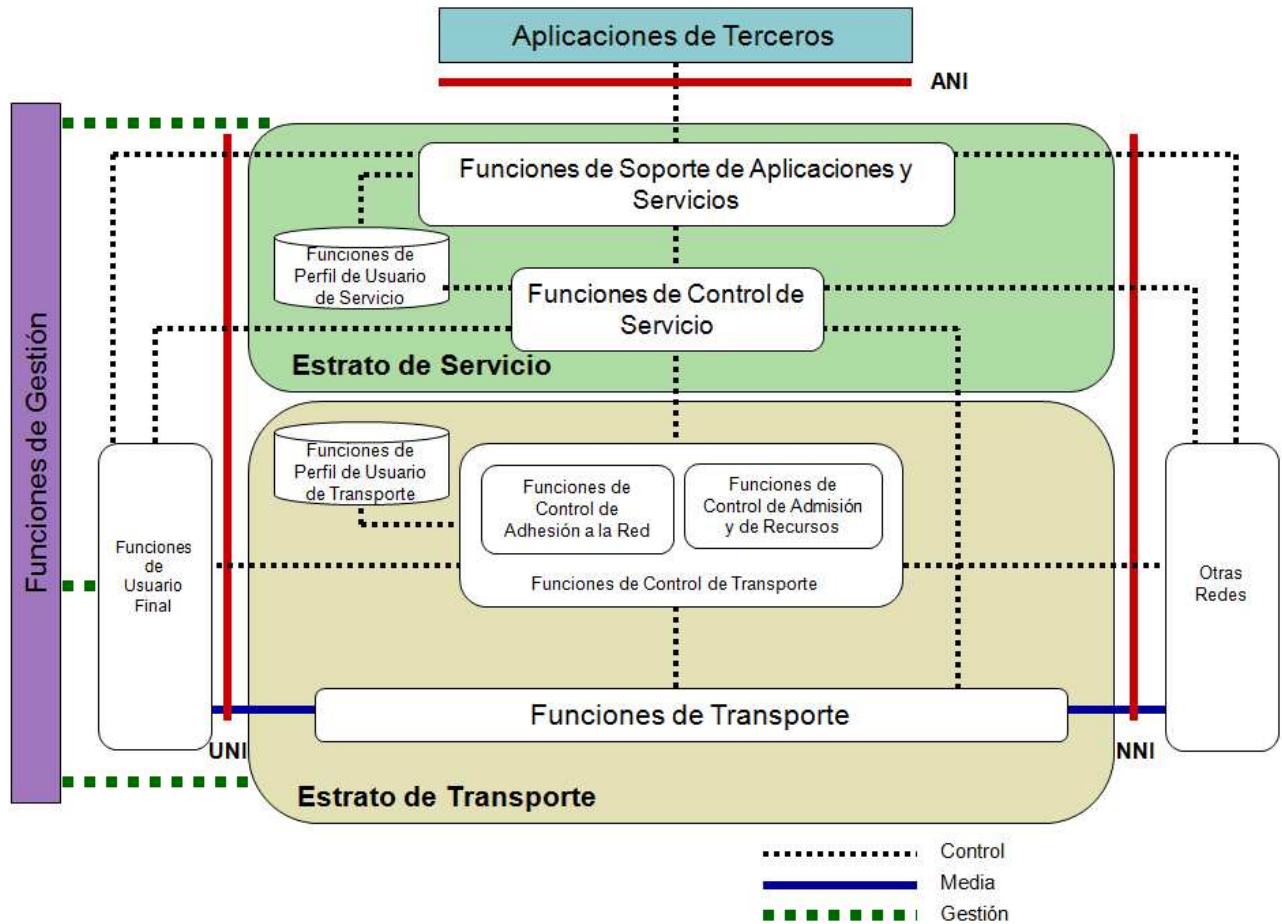 Aplicaciones de Terceros
ANI
Funciones de Gestión
Funciones de Soporte de Aplicaciones y
Servicios
Funciones de
Perfil de Usuario
de Servicio
Funciones de Control de
Servicio
Estrato de Servicio
Funciones de
Perfil de Usuario
de Transporte
Funciones de
Control de
Adhesión a la Red
Funciones de
Control de Admisión
y de Recursos
Funciones de Control de Transporte
Funciones
de
Usuario
Final
Otras
Redes
Funciones de Transporte
UNI
NNI
Estrato de Transporte
Control
Media
Gestión